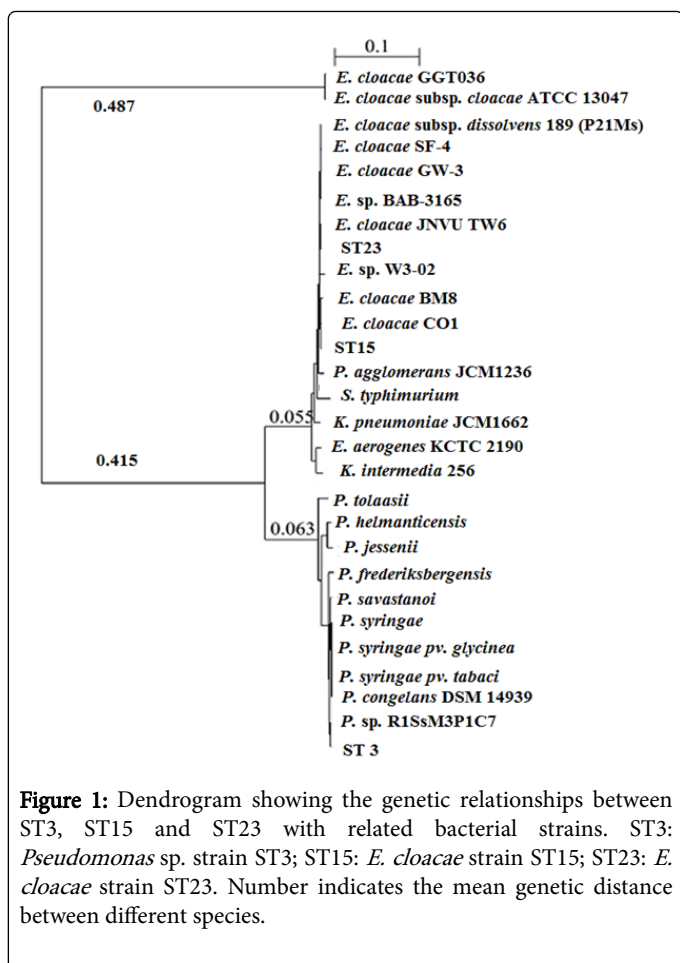 0.1
E. cloacae GGT036
E. cloacae subsp. cloacae ATCC 13047
0.487
E. cloacae subsp. dissolvens 189 (P21Ms)
E. cloacae SF-4
E. cloacae GW-3
E. sp. BAB-3165
E. cloacae JNVU TW6
ST23
E. sp. W3-02
E. cloacae BM8
E. cloacae CO1
ST15
P. agglomerans JCM1236
S. typhimurium
0.055
K. pneumoniae JCM1662
E. aerogenes KCTC 2190
0.415
K. intermedia 256
P. tolaasii
0.063
P. helmanticensis
P. jessenii
P. frederiksbergensis
P. savastanoi
P. syringae
P. syringae pv. glycinea
P. syringae pv. tabaci
P. congelans DSM 14939
P. sp. R1SsM3P1C7
ST 3
Figure 1: Dendrogram showing the genetic relationships between
ST3, ST15 and ST23 with related bacterial strains. ST3:
Pseudomonas sp. strain ST3; ST15: E. cloacae strain ST15; ST23: E.
cloacae strain ST23. Number indicates the mean genetic distance
between different species.